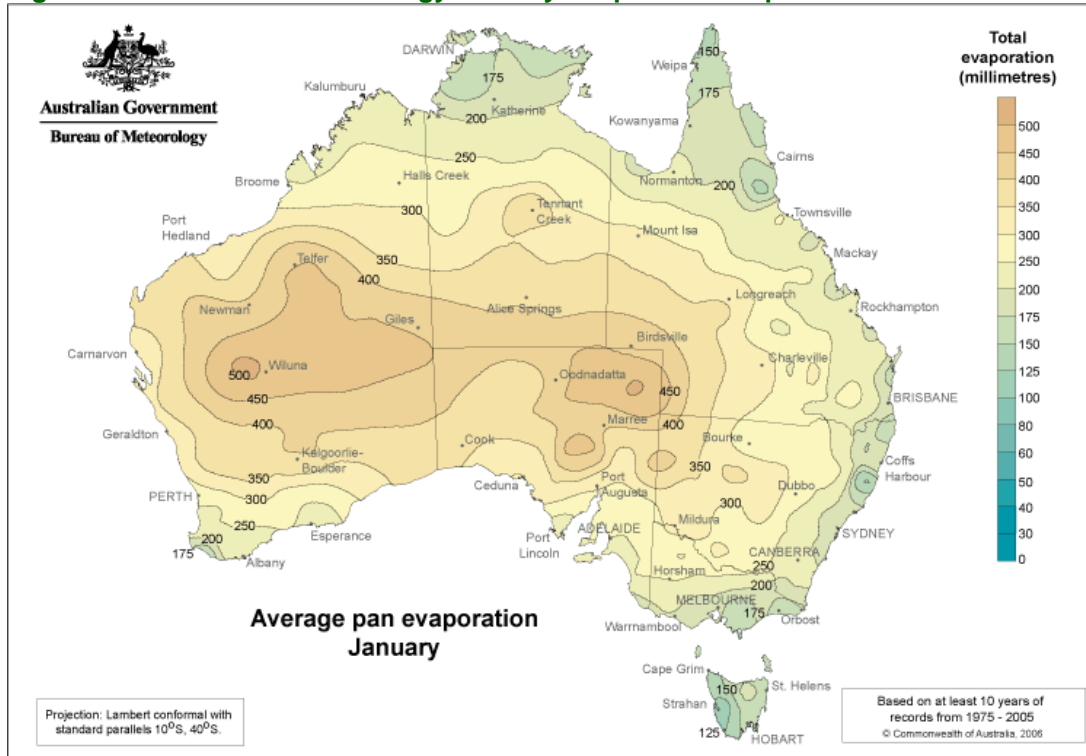 Australian Government
Bureau of Meteorology
Total
evaporation
(millimetres)
500
450
400
350
300
250
200
175
150
125
100
80
60
50
40
30
0
DARWIN
Kalumburu
Katherine
Weipa
Kowanyama
Cairns
Normanton
Townsville
Broome
Halls Creek
Tennant
Creek
Port
Hedland
Mount Isa
Mackay
Telfer
Longreach
Rockhampton
Newman
Giles
Alice Springs
Birdsville
Carnarvon
Wiluna
Oodnadatta
Charleville
BRISBANE
Geraldton
Kalgoorlie-
Boulder
Cook
Marree
Bourke
Coffs
Harbour
PERTH
Ceduna
Port
Augusta
Dubbo
Esperance
Port
Lincoln
ADELAIDE
Mildura
SYDNEY
Albany
Horsham
CANBERRA
MELBOURNE
Warrnambool
Orbost
Cape Grim
St. Helens
Strahan
HOBART
150
175
175
200
250
200
300
350
400
500
450
400
350
300
250
200
175
450
400
350
300
250
200
175
150
125
Average pan evaporation
January
Projection: Lambert conformal with
standard parallels 10°S, 40°S.
Based on at least 10 years of
records from 1975 - 2005
© Commonwealth of Australia, 2006